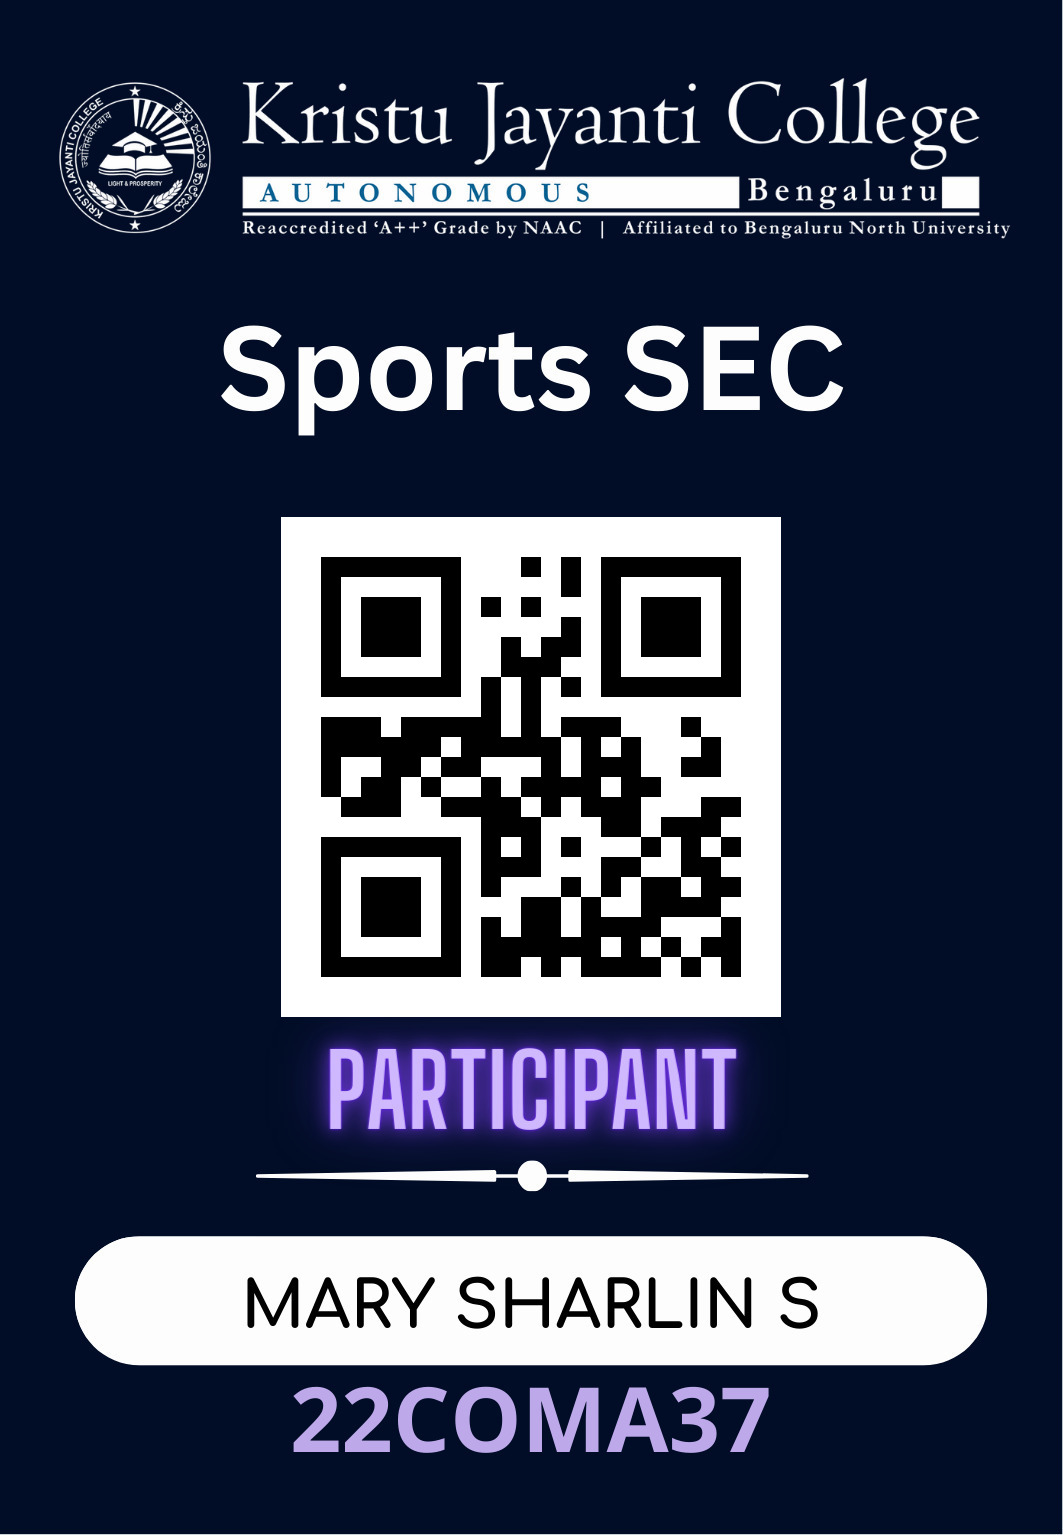 KRISTU JAYANTI COLLEGE
LIGHT & PROSPERITY
Kristu Jayanti College
AUTONOMOUS Bengaluru
Reaccredited ‘A++’ Grade by NAAC | Affiliated to Bengaluru North University
Sports SEC
PARTICIPANT
MARY SHARLIN S
22COMA37